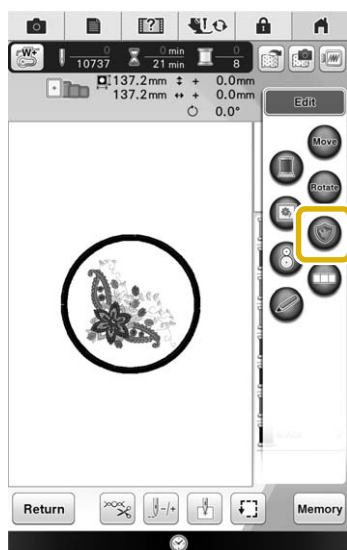 W+
0
10737
0 min
21 min
0
8
137.2mm + 0.0mm
137.2mm + 0.0mm
0.0°
Edit
Move
Rotate
Return
-/+
Memory